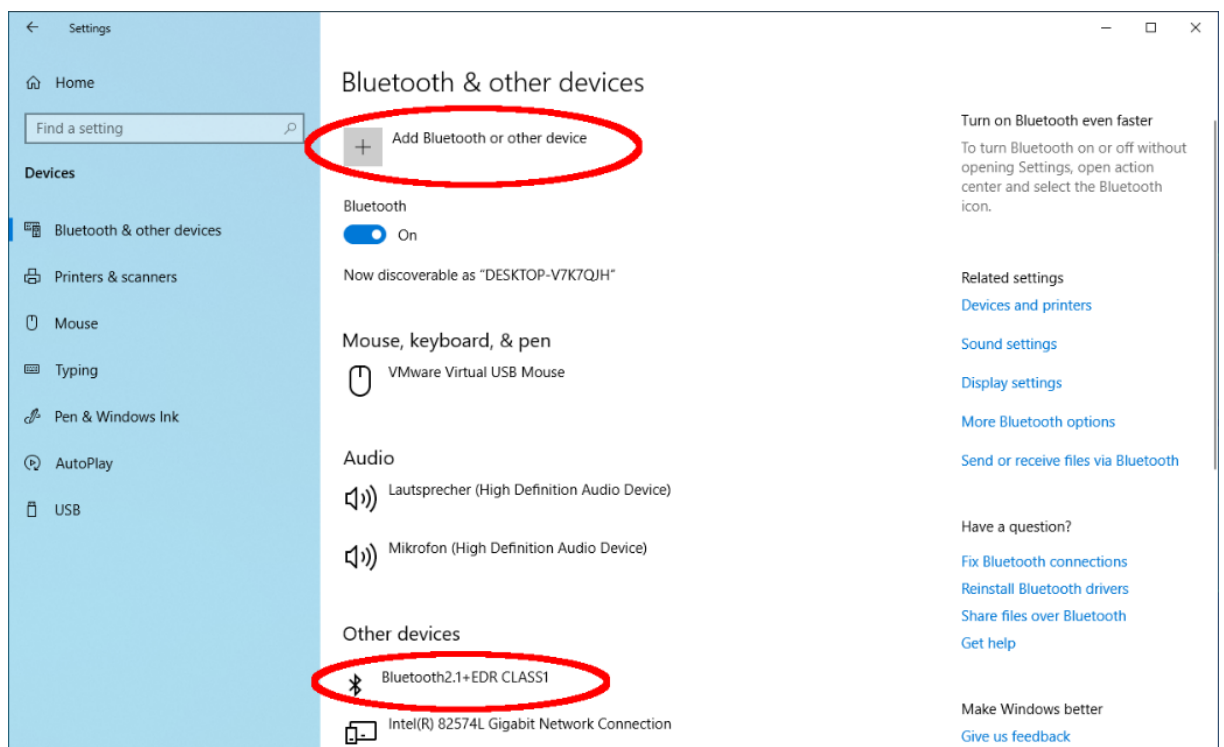 Settings
Home
Find a setting
Devices
Bluetooth & other devices
Printers & scanners
Mouse
Typing
Pen & Windows Ink
AutoPlay
USB
Bluetooth & other devices
Add Bluetooth or other device
Bluetooth
On
Now discoverable as “DESKTOP-V7K7QJH”
Mouse, keyboard, & pen
VMware Virtual USB Mouse
Audio
Lautsprecher (High Definition Audio Device)
Mikrofon (High Definition Audio Device)
Other devices
Bluetooth2.1+EDR CLASS1
Intel(R) 82574L Gigabit Network Connection
Turn on Bluetooth even faster
To turn Bluetooth on or off without
opening Settings, open action
center and select the Bluetooth
icon.
Related settings
Devices and printers
Sound settings
Display settings
More Bluetooth options
Send or receive files via Bluetooth
Have a question?
Fix Bluetooth connections
Reinstall Bluetooth drivers
Share files over Bluetooth
Get help
Make Windows better
Give us feedback